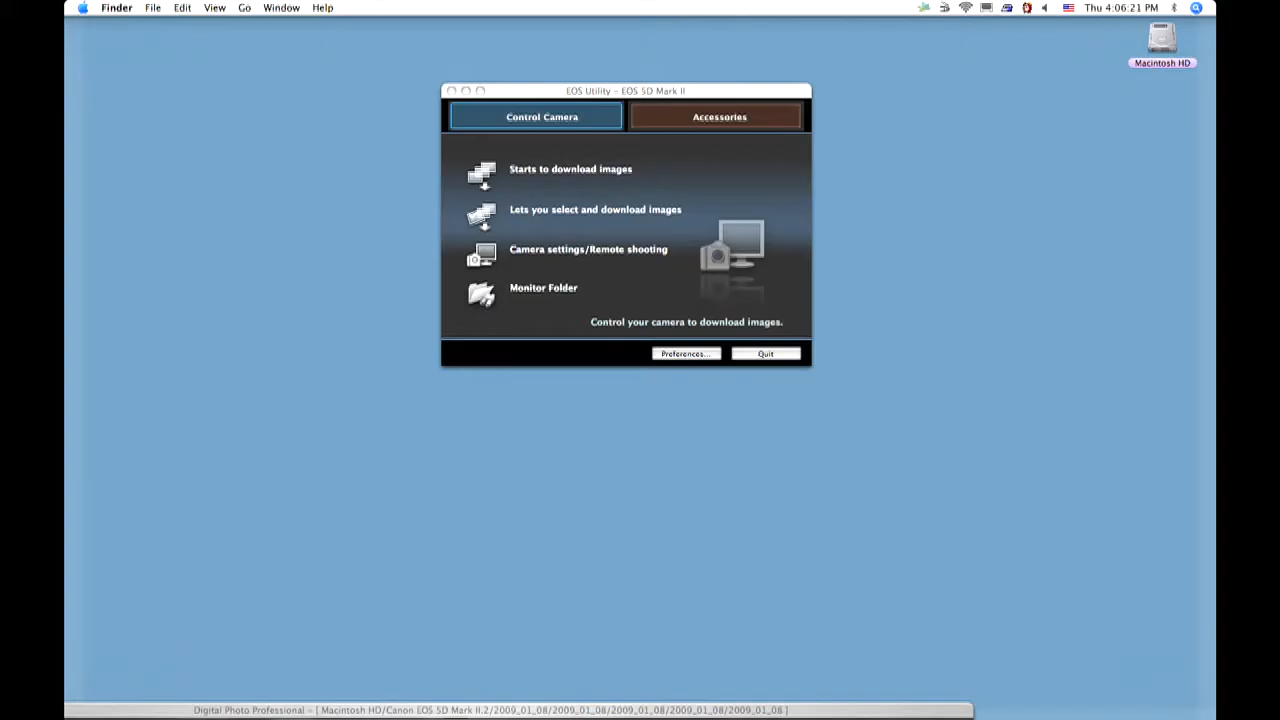 Finder File Edit View Go Window Help Thu 4:06:21 PM
Macintosh HD
EOS Utility – EOS 5D Mark II
Control Camera Accessories
Starts to download images
Lets you select and download images
Camera settings/Remote shooting
Monitor Folder
Control your camera to download images.
Preferences... Quit
Digital Photo Professional – [ Macintosh HD/Canon EOS 5D Mark II.2/2009_01_08/2009_01_08/2009_01_08/2009_01_08/2009_01_08 ]